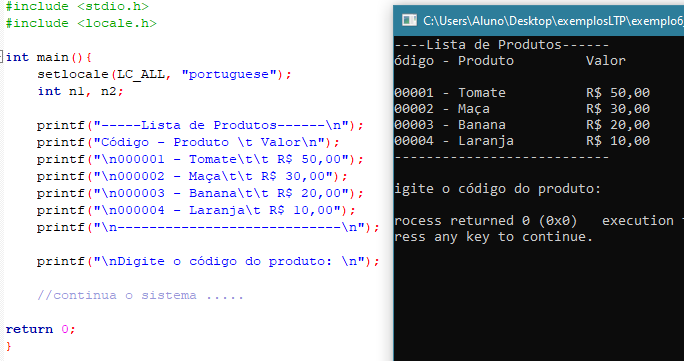 #include <stdio.h>
#include <locale.h>
int main(){
setlocale(LC_ALL, "portuguese");
int n1, n2;
printf("-----Lista de Produtos------\n");
printf("Código - Produto \t Valor\n");
printf("\n000001 - Tomate\t\t R$ 50,00");
printf("\n000002 - Maça\t\t R$ 30,00");
printf("\n000003 - Banana\t\t R$ 20,00");
printf("\n000004 - Laranja\t R$ 10,00");
printf("\n----------------------------\n");
printf("\nDigite o código do produto: \n");
//continua o sistema .....
return 0;
}
C:\Users\Aluno\Desktop\exemplosLTP\exemplo6
----Lista de Produtos------
ódigo - Produto Valor
00001 - Tomate R$ 50,00
00002 - Maça R$ 30,00
00003 - Banana R$ 20,00
00004 - Laranja R$ 10,00
---------------------------
igite o código do produto:
rocess returned 0 (0x0) execution
ress any key to continue.